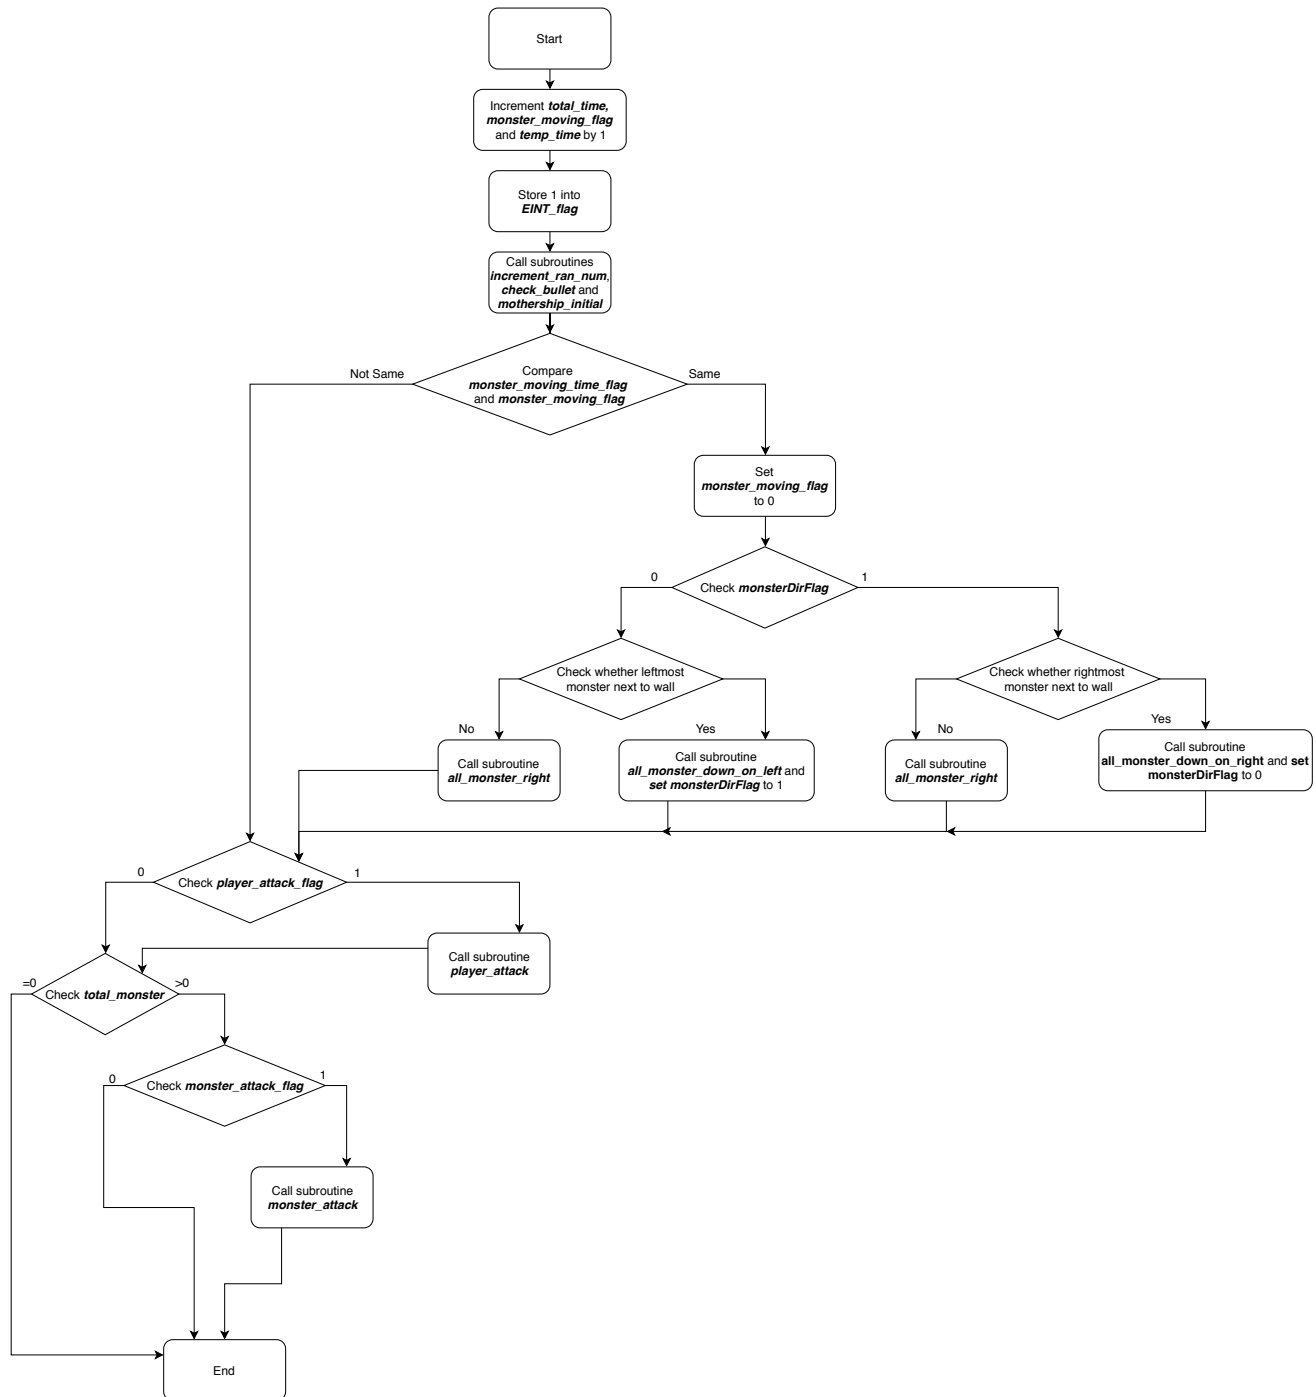 Start
Increment total_time,
monster_moving_flag
and temp_time by 1
Store 1 into
EINT_flag
Call subroutines
increment_ran_num,
check_bullet and
mothership_initial
Not Same
Compare
monster_moving_time_flag
and monster_moving_flag
Same
Set
monster_moving_flag
to 0
0
Check monsterDirFlag
1
Check whether leftmost
monster next to wall
Check whether rightmost
monster next to wall
No
Yes
No
Yes
Call subroutine
all_monster_right
Call subroutine
all_monster_down_on_left and
set monsterDirFlag to 1
Call subroutine
all_monster_right
Call subroutine
all_monster_down_on_right and set
monsterDirFlag to 0
0
Check player_attack_flag
1
Call subroutine
player_attack
=0
Check total_monster
>0
0
Check monster_attack_flag
1
Call subroutine
monster_attack
End